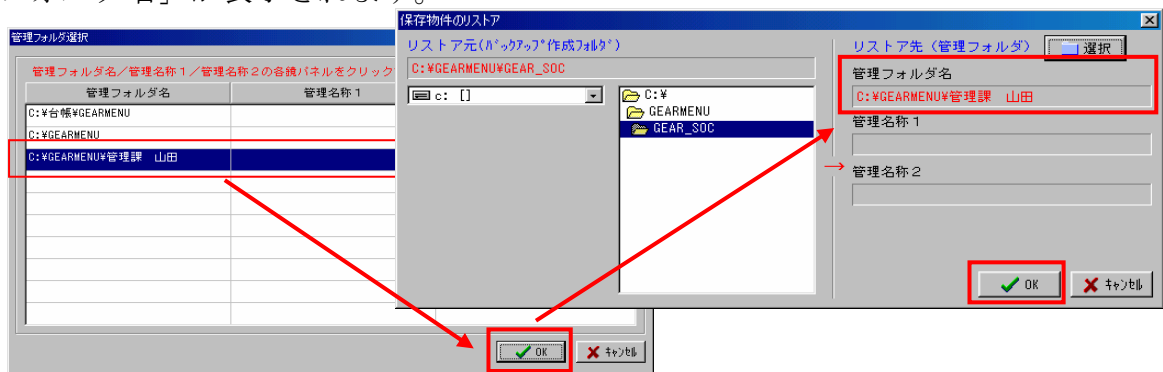 が表示されます。
管理フォルダ選択
管理フォルダ名／管理名称１／管理名称２の各鏡パネルをクリック
管理フォルダ名 管理名称１
C:¥台帳¥GEARMENU
C:¥GEARMENU
C:¥GEARMENU¥管理課　山田
OK キャンセル
保存物件のリストア
リストア元(ﾊﾞｯｸｱｯﾌﾟ作成ﾌｫﾙﾀﾞ)
C:¥GEARMENU¥GEAR_SOC
c: []
C:¥
GEARMENU
GEAR_SOC
リストア先（管理フォルダ） 選択
管理フォルダ名
C:¥GEARMENU¥管理課　山田
管理名称１
→ 管理名称２
OK ｷｬﾝｾﾙ